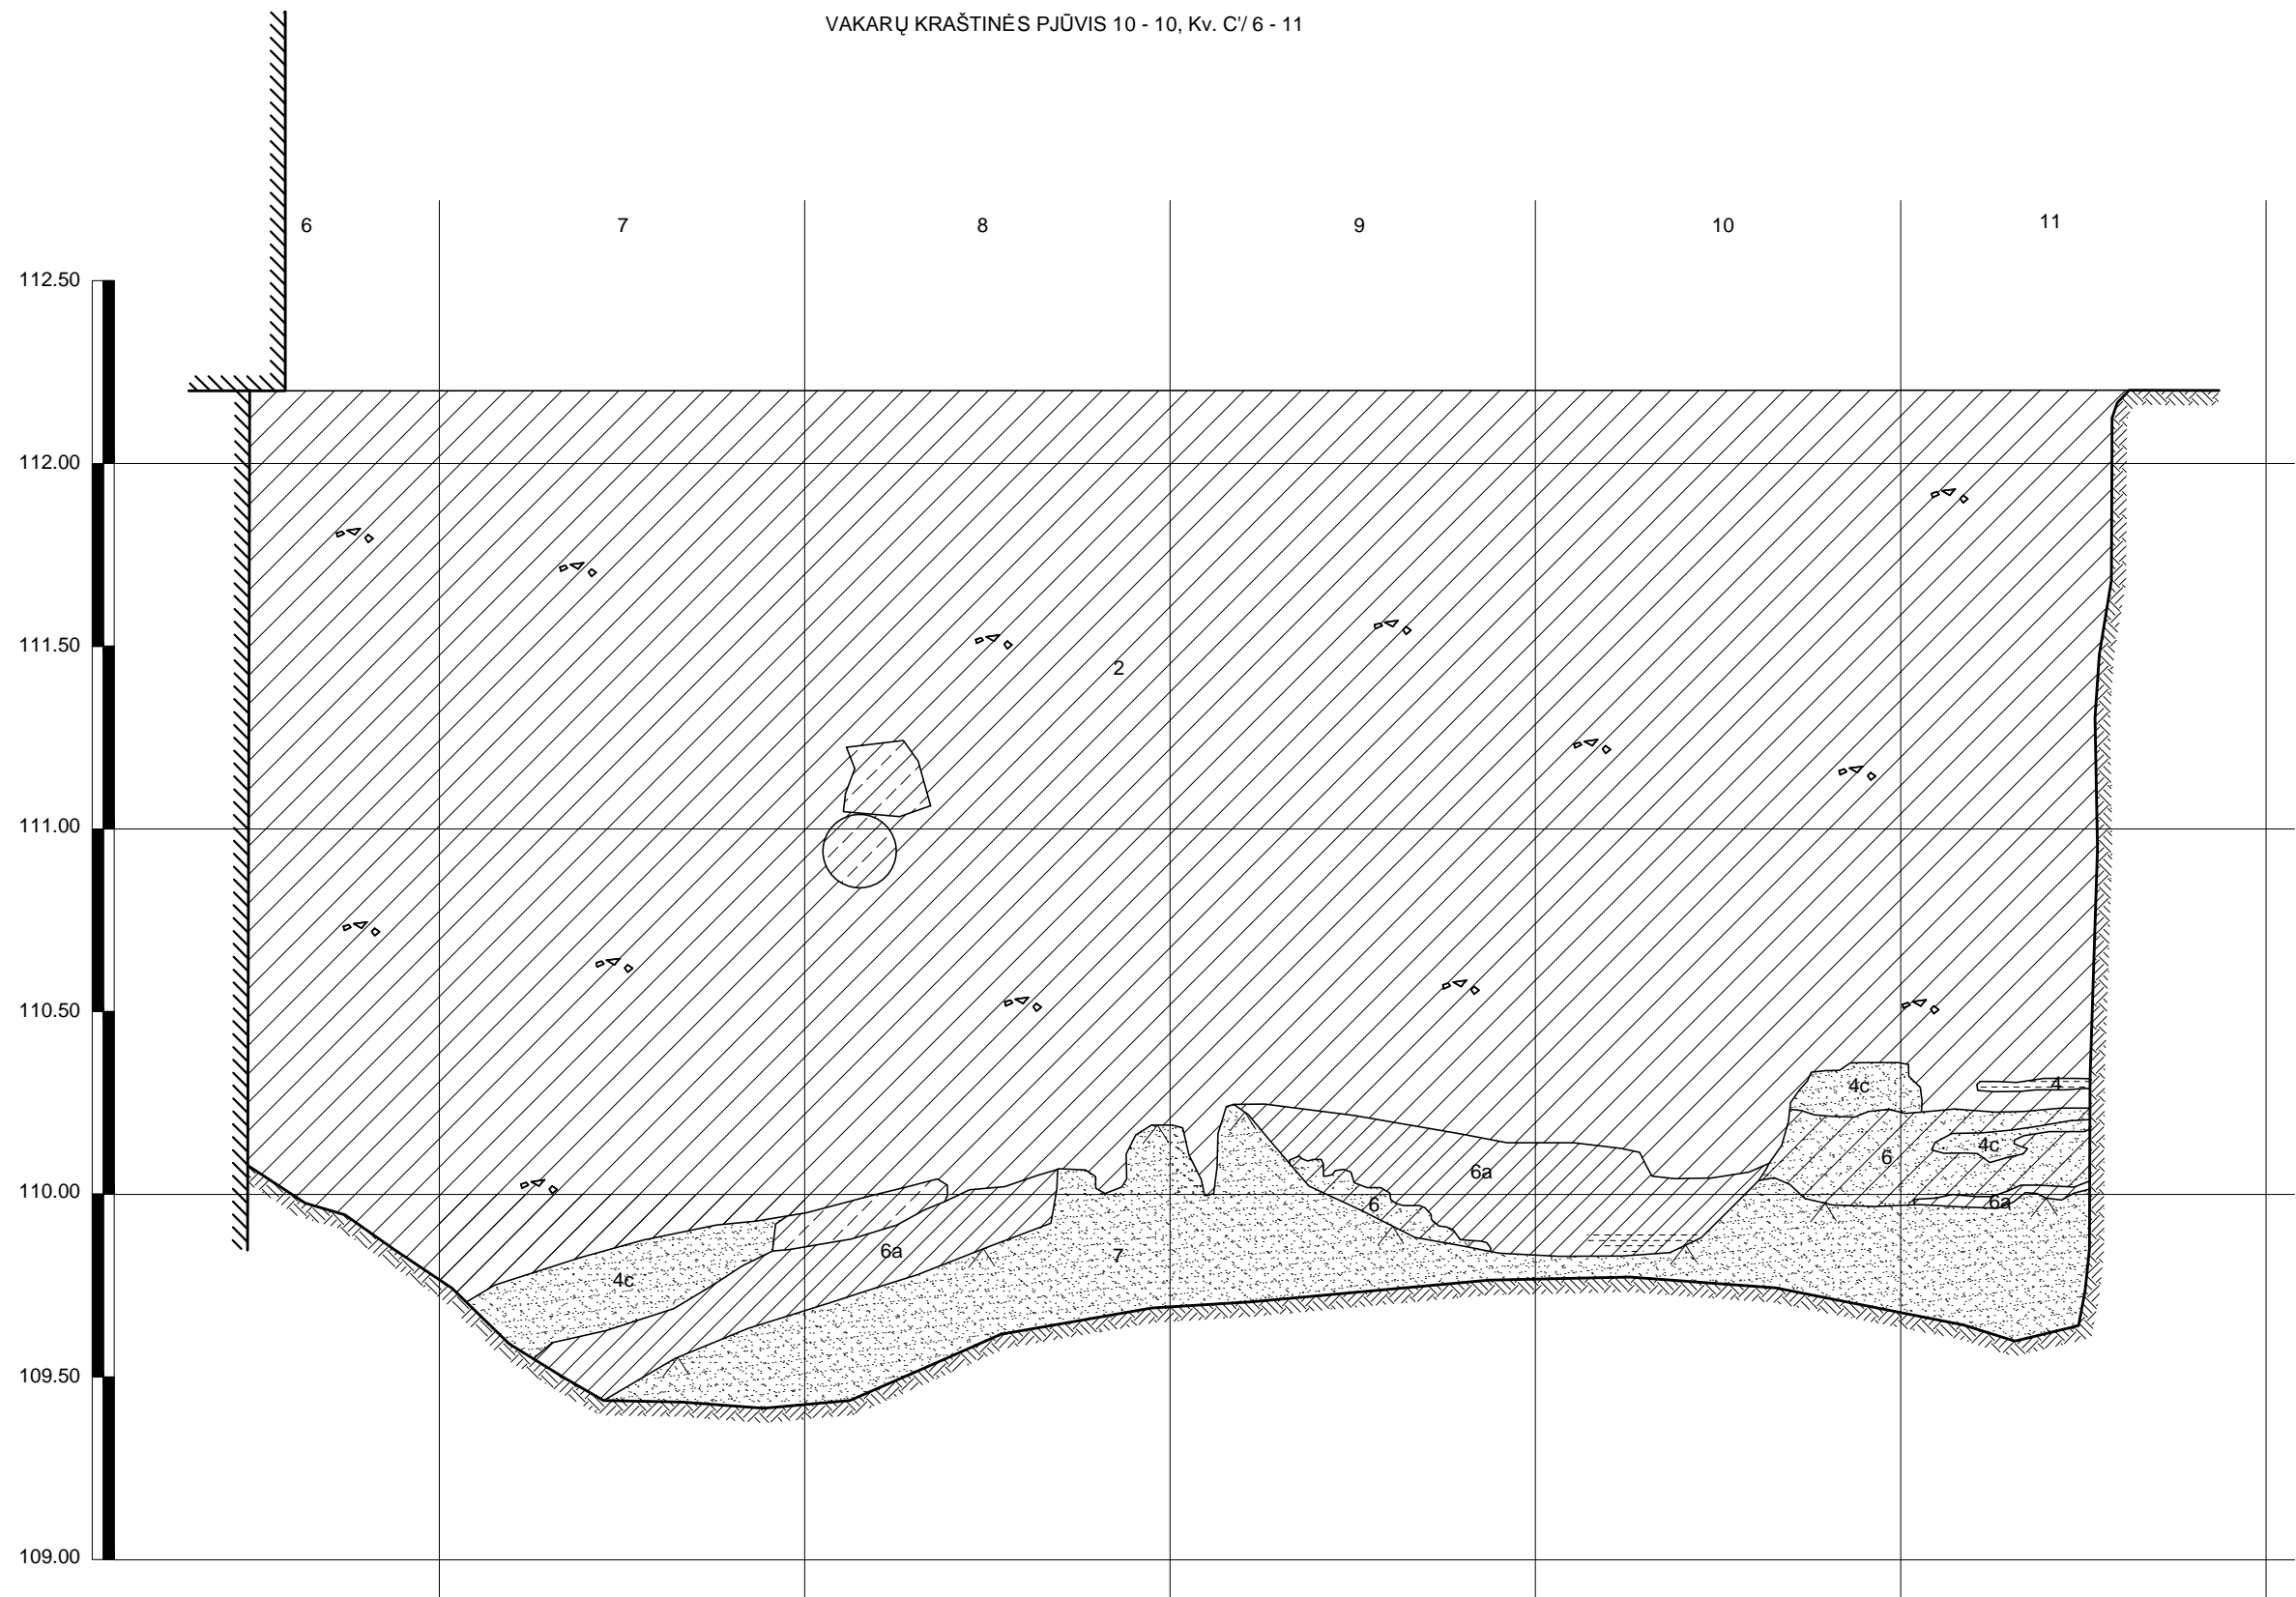 VAKARŲ KRAŠTINĖS PJŪVIS 10 - 10, Kv. C'/ 6 - 11
6 7 8 9 10 11
112.50
112.00
111.50
2
111.00
110.50
4c 4
4c
6
6a
110.00
6
6a
6a
7
4c
109.50
109.00